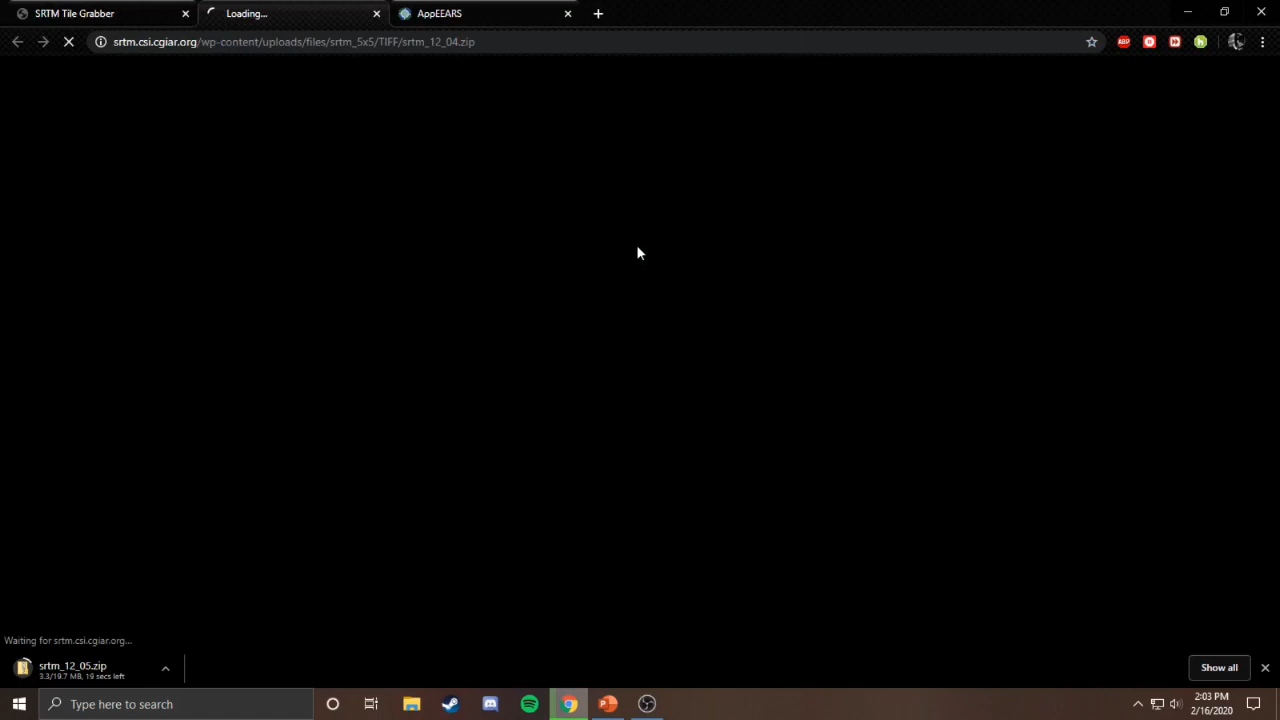 SRTM Tile Grabber
Loading...
AppEEARS
srtm.csi.cgiar.org/wp-content/uploads/files/srtm_5x5/TIFF/srtm_12_04.zip
ABP
h
Waiting for srtm.csi.cgiar.org...
srtm_12_05.zip
3.3/19.7 MB, 19 secs left
Show all
Type here to search
2:03 PM
2/16/2020